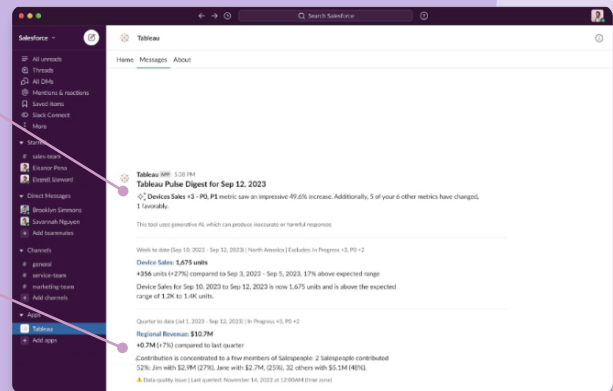 Search Salesforce
Salesforce
Tableau
All unreads
Threads
All DMs
Mentions & reactions
Saved items
Slack Connect
More
Starred
sales-team
Eleanor Pena
Direct Messages
Brooklyn Simmons
Savannah Nguyen
Add teammates
Channels
general
service-team
marketing-team
Add channels
Apps
Tableau
Add apps
Home Messages About
Tableau APP 5:36 PM
Tableau Pulse Digest for Sep 12, 2023
Devices Sales +3 - P0, P1 metric saw an impressive 49.6% increase. Additionally, 5 of your 6 other metrics have changed,
1 favorably.
This tool uses generative AI, which can produce inaccurate or harmful responses
Week to date (Sep 10, 2023 - Sep 12, 2023) | North America | Excludes: In Progress +3, P0 +2
Device Sales: 1,675 units
+356 units (+27%) compared to Sep 3, 2023 - Sep 5, 2023, 17% above expected range
Device Sales for Sep 10, 2023 to Sep 12, 2023 is now 1,675 units and is above the expected
range of 1.2K to 1.4K units.
Quarter to date (Jul 1, 2023 - Sep 12, 2023) | In Progress +3, P0 +2
Regional Revenue: $10.7M
+0.7M (+7%) compared to last quarter
Contribution is concentrated to a few members of Salespeople: 2 Salespeople contributed
52%: Jim with $2.9M (27%), Jane with $2.7M, (25%), 32 others with $5.1M (48%).
Data quality issue | Last queried: November 14, 2022 at 12:00AM (time zone)